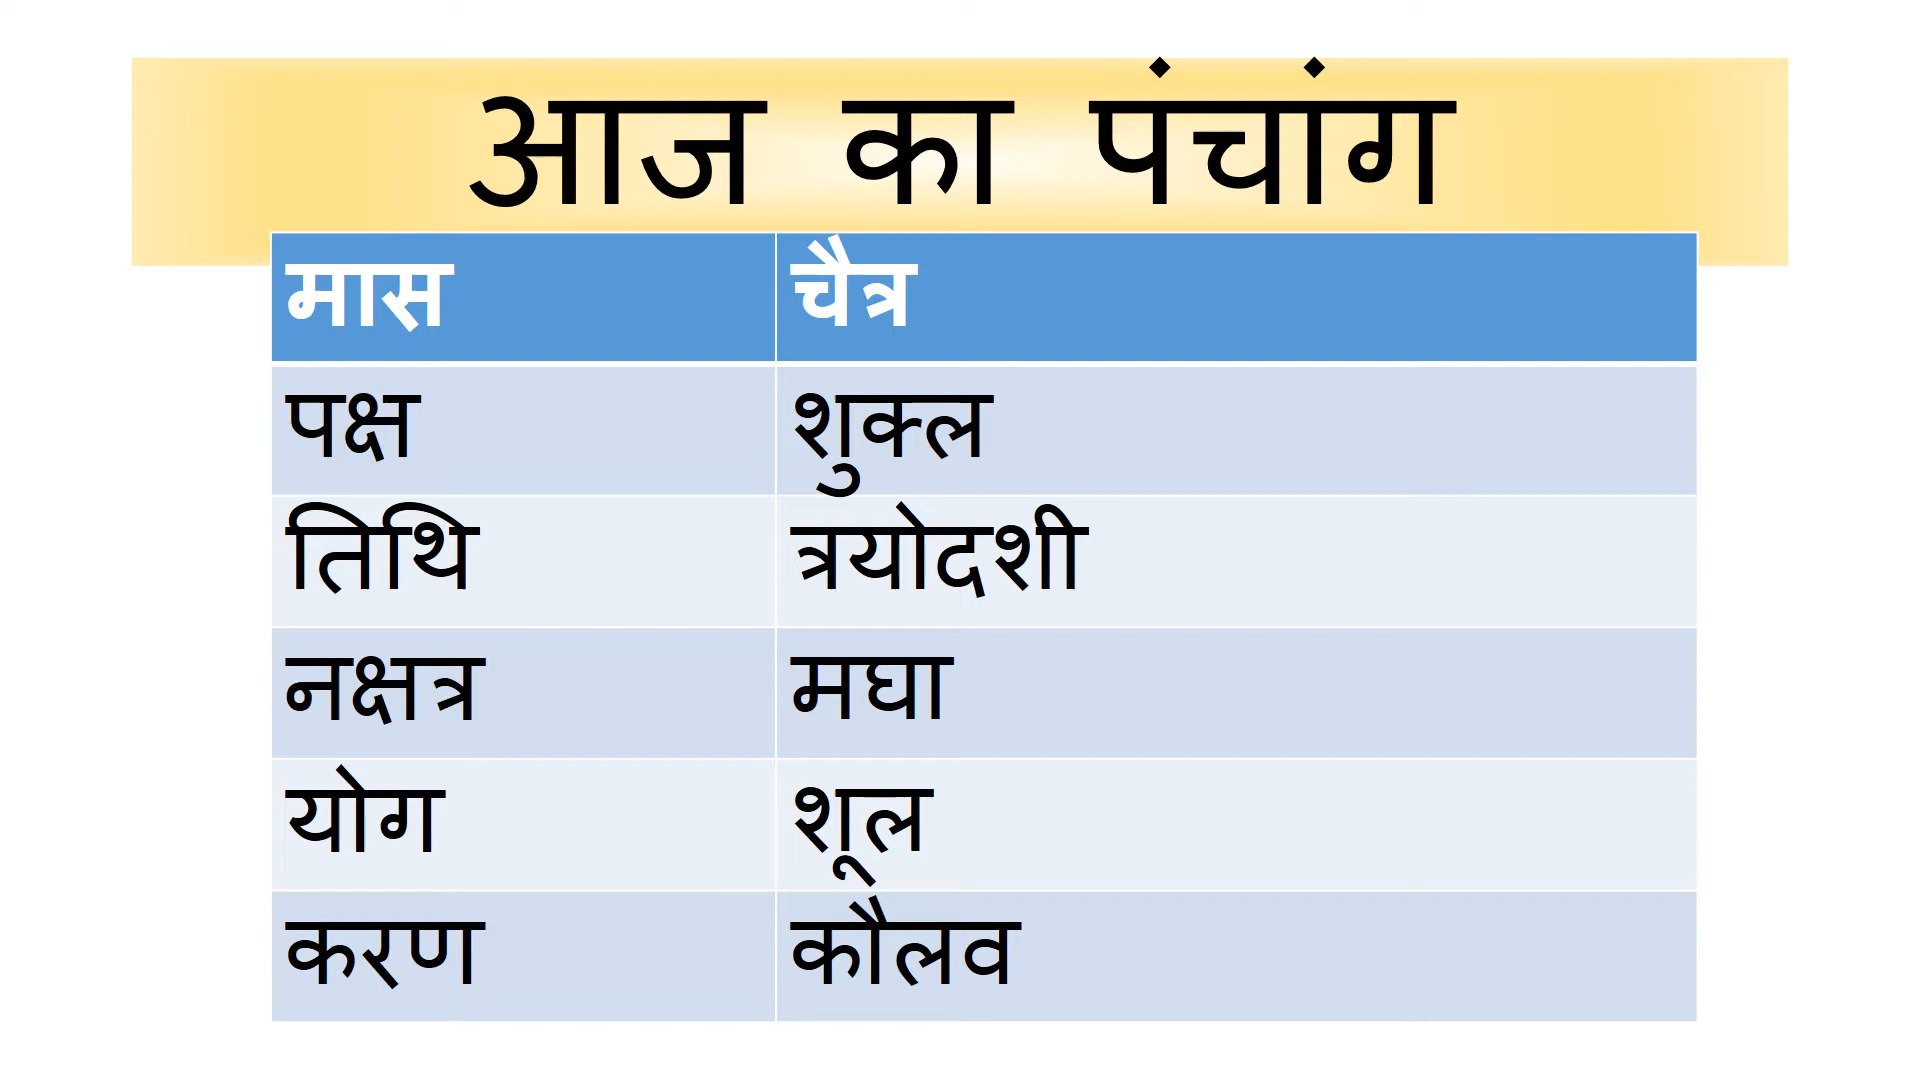 आज का पंचांग
मास चैत्र
पक्ष शुक्ल
तिथि त्रयोदशी
नक्षत्र मघा
योग शूल
करण कौलव